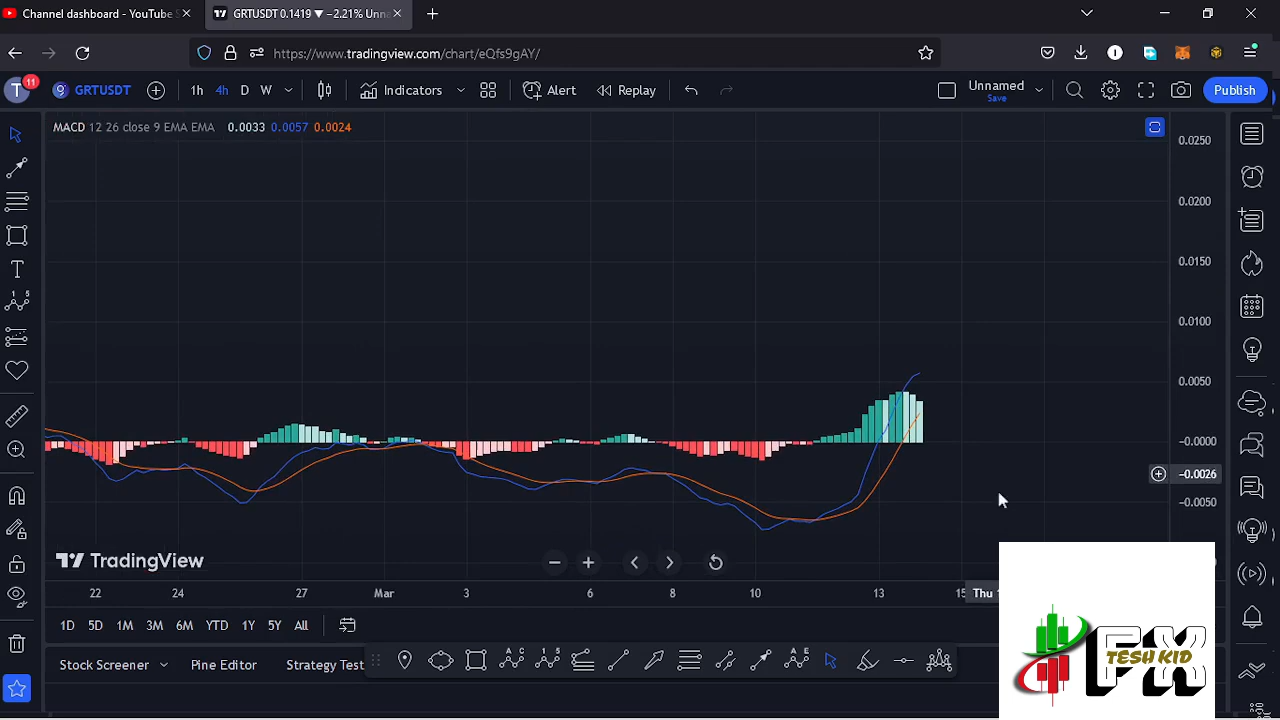 Channel dashboard - YouTube S
GRTUSDT 0.1419 ▼ −2.21% Unna
https://www.tradingview.com/chart/eQfs9gAY/
T
11
GRTUSDT
1h
4h
D
W
Indicators
Alert
Replay
Unnamed
Save
Publish
MACD 12 26 close 9 EMA EMA 0.0033 0.0057 0.0024
0.0250
0.0200
0.0150
0.0100
0.0050
−0.0000
−0.0026
−0.0050
TradingView
22
24
27
Mar
3
6
8
10
13
15
Thu
1D
5D
1M
3M
6M
YTD
1Y
5Y
All
Stock Screener
Pine Editor
FX
TESH KID